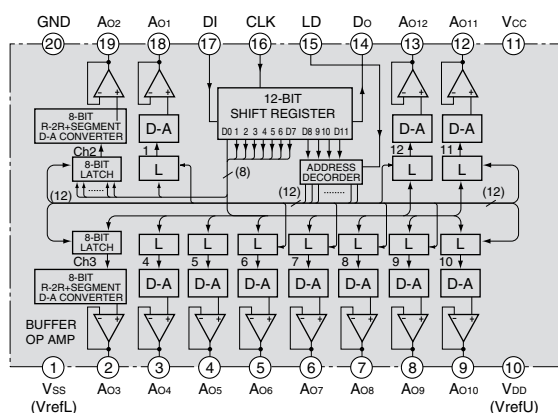 GND AO2 AO1 DI CLK LD DO AO12 AO11 VCC
20 19 18 17 16 15 14 13 12 11
12-BIT
SHIFT REGISTER
D0 1 2 3 4 5 6 D7 D8 9 10 D11
8-BIT
R-2R+SEGMENT
D-A CONVERTER
D-A D-A D-A
Ch2 1 12 11
8-BIT
LATCH
L L L
(8)
ADDRESS
DECORDER
(12) (12) (12)
8-BIT
LATCH
L L L L L L L
Ch3 4 5 6 7 8 9 10
8-BIT
R-2R+SEGMENT
D-A CONVERTER
D-A D-A D-A D-A D-A D-A D-A
BUFFER
OP AMP
1 2 3 4 5 6 7 8 9 10
VSS AO3 AO4 AO5 AO6 AO7 AO8 AO9 AO10 VDD
(VrefL) (VrefU)